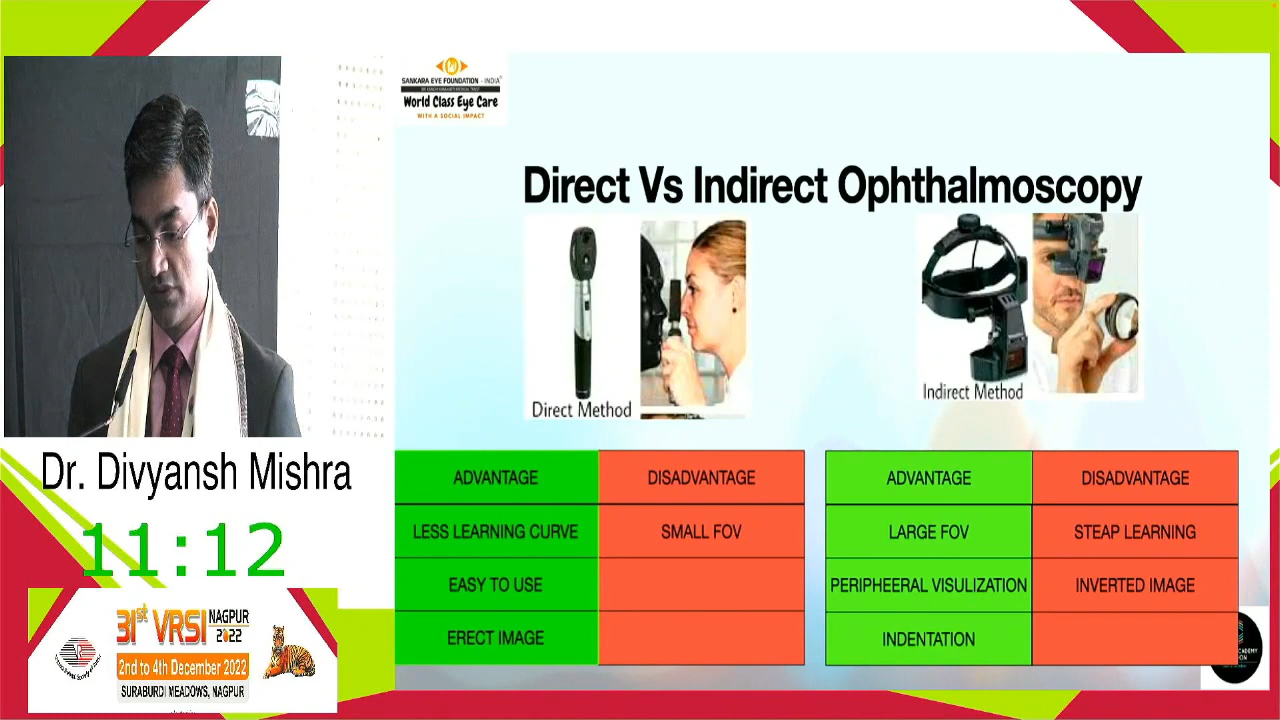 SANKARA EYE FOUNDATION - INDIA
World Class Eye Care
WITH A SOCIAL IMPACT
Direct Vs Indirect Ophthalmoscopy
Direct Method
Indirect Method
ADVANTAGE DISADVANTAGE
LESS LEARNING CURVE SMALL FOV
EASY TO USE
ERECT IMAGE
ADVANTAGE DISADVANTAGE
LARGE FOV STEAP LEARNING
PERIPHEERAL VISULIZATION INVERTED IMAGE
INDENTATION
Dr. Divyansh Mishra
11:12
31st VRSI NAGPUR
2022
2nd to 4th December 2022
SURABURDI MEADOWS, NAGPUR